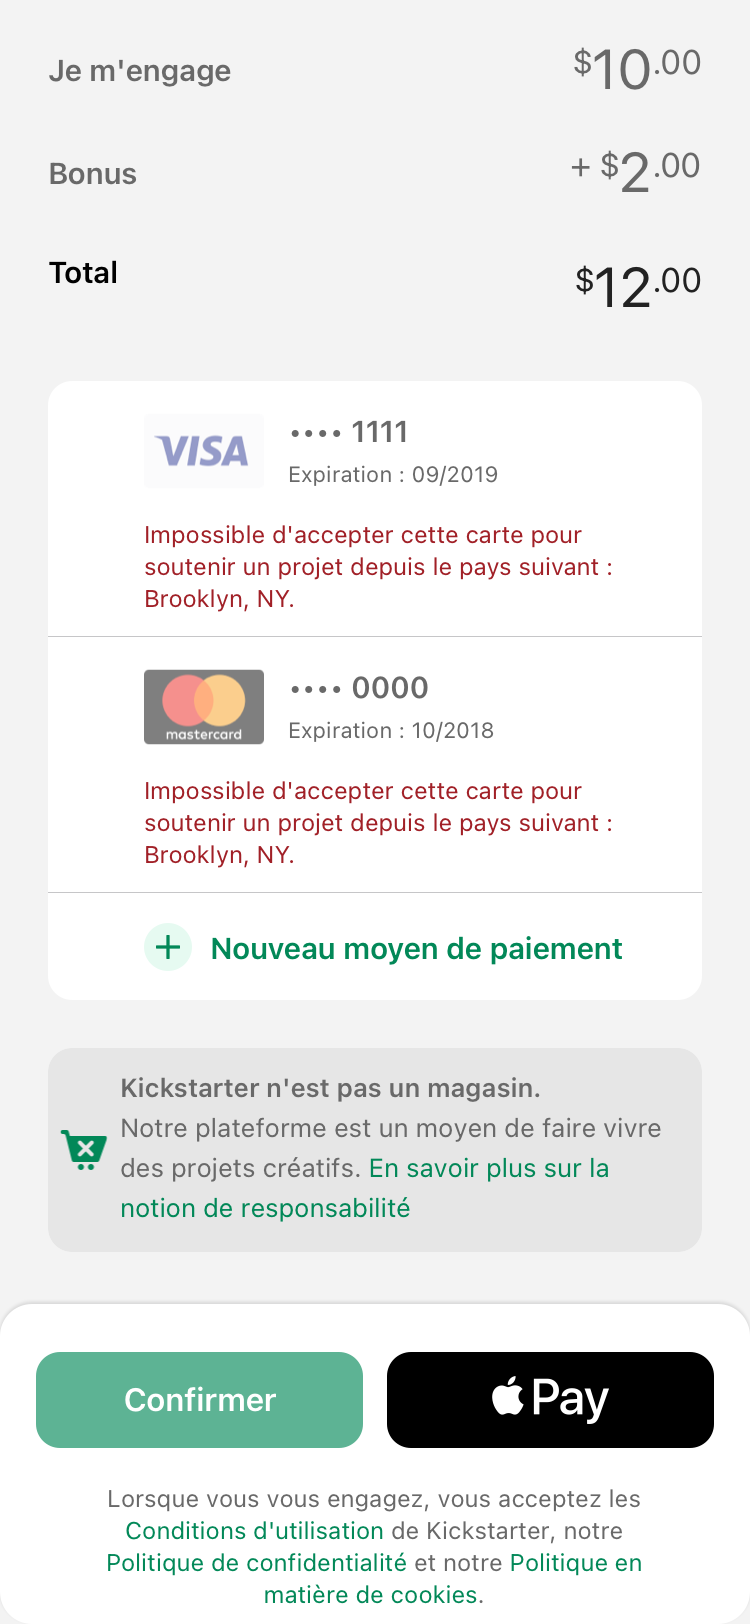 Je m'engage $10.00
Bonus + $2.00
Total $12.00
VISA •••• 1111
Expiration : 09/2019
Impossible d'accepter cette carte pour
soutenir un projet depuis le pays suivant :
Brooklyn, NY.
•••• 0000
mastercard Expiration : 10/2018
Impossible d'accepter cette carte pour
soutenir un projet depuis le pays suivant :
Brooklyn, NY.
+ Nouveau moyen de paiement
Kickstarter n'est pas un magasin.
Notre plateforme est un moyen de faire vivre
des projets créatifs. En savoir plus sur la
notion de responsabilité
Confirmer Pay
Lorsque vous vous engagez, vous acceptez les
Conditions d'utilisation de Kickstarter, notre
Politique de confidentialité et notre Politique en
matière de cookies.